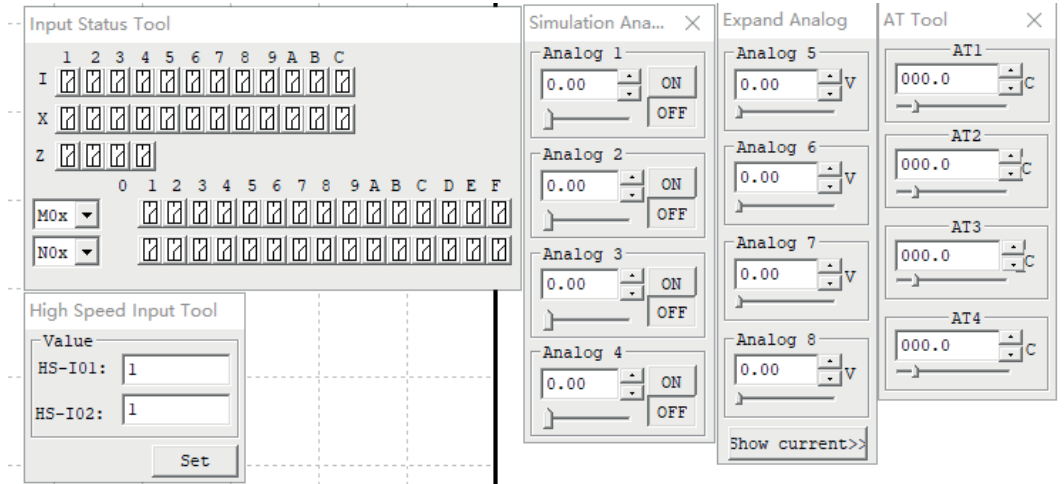 Input Status Tool
1 2 3 4 5 6 7 8 9 A B C
I
X
Z
0 1 2 3 4 5 6 7 8 9 A B C D E F
M0x
N0x
High Speed Input Tool
Value
HS-I01: 1
HS-I02: 1
Set
Simulation Ana...
Analog 1
0.00 ON
OFF
Analog 2
0.00 ON
OFF
Analog 3
0.00 ON
OFF
Analog 4
0.00 ON
OFF
Expand Analog
Analog 5
0.00 V
Analog 6
0.00 V
Analog 7
0.00 V
Analog 8
0.00 V
Show current>>
AT Tool
AT1
000.0 C
AT2
000.0 C
AT3
000.0 C
AT4
000.0 C